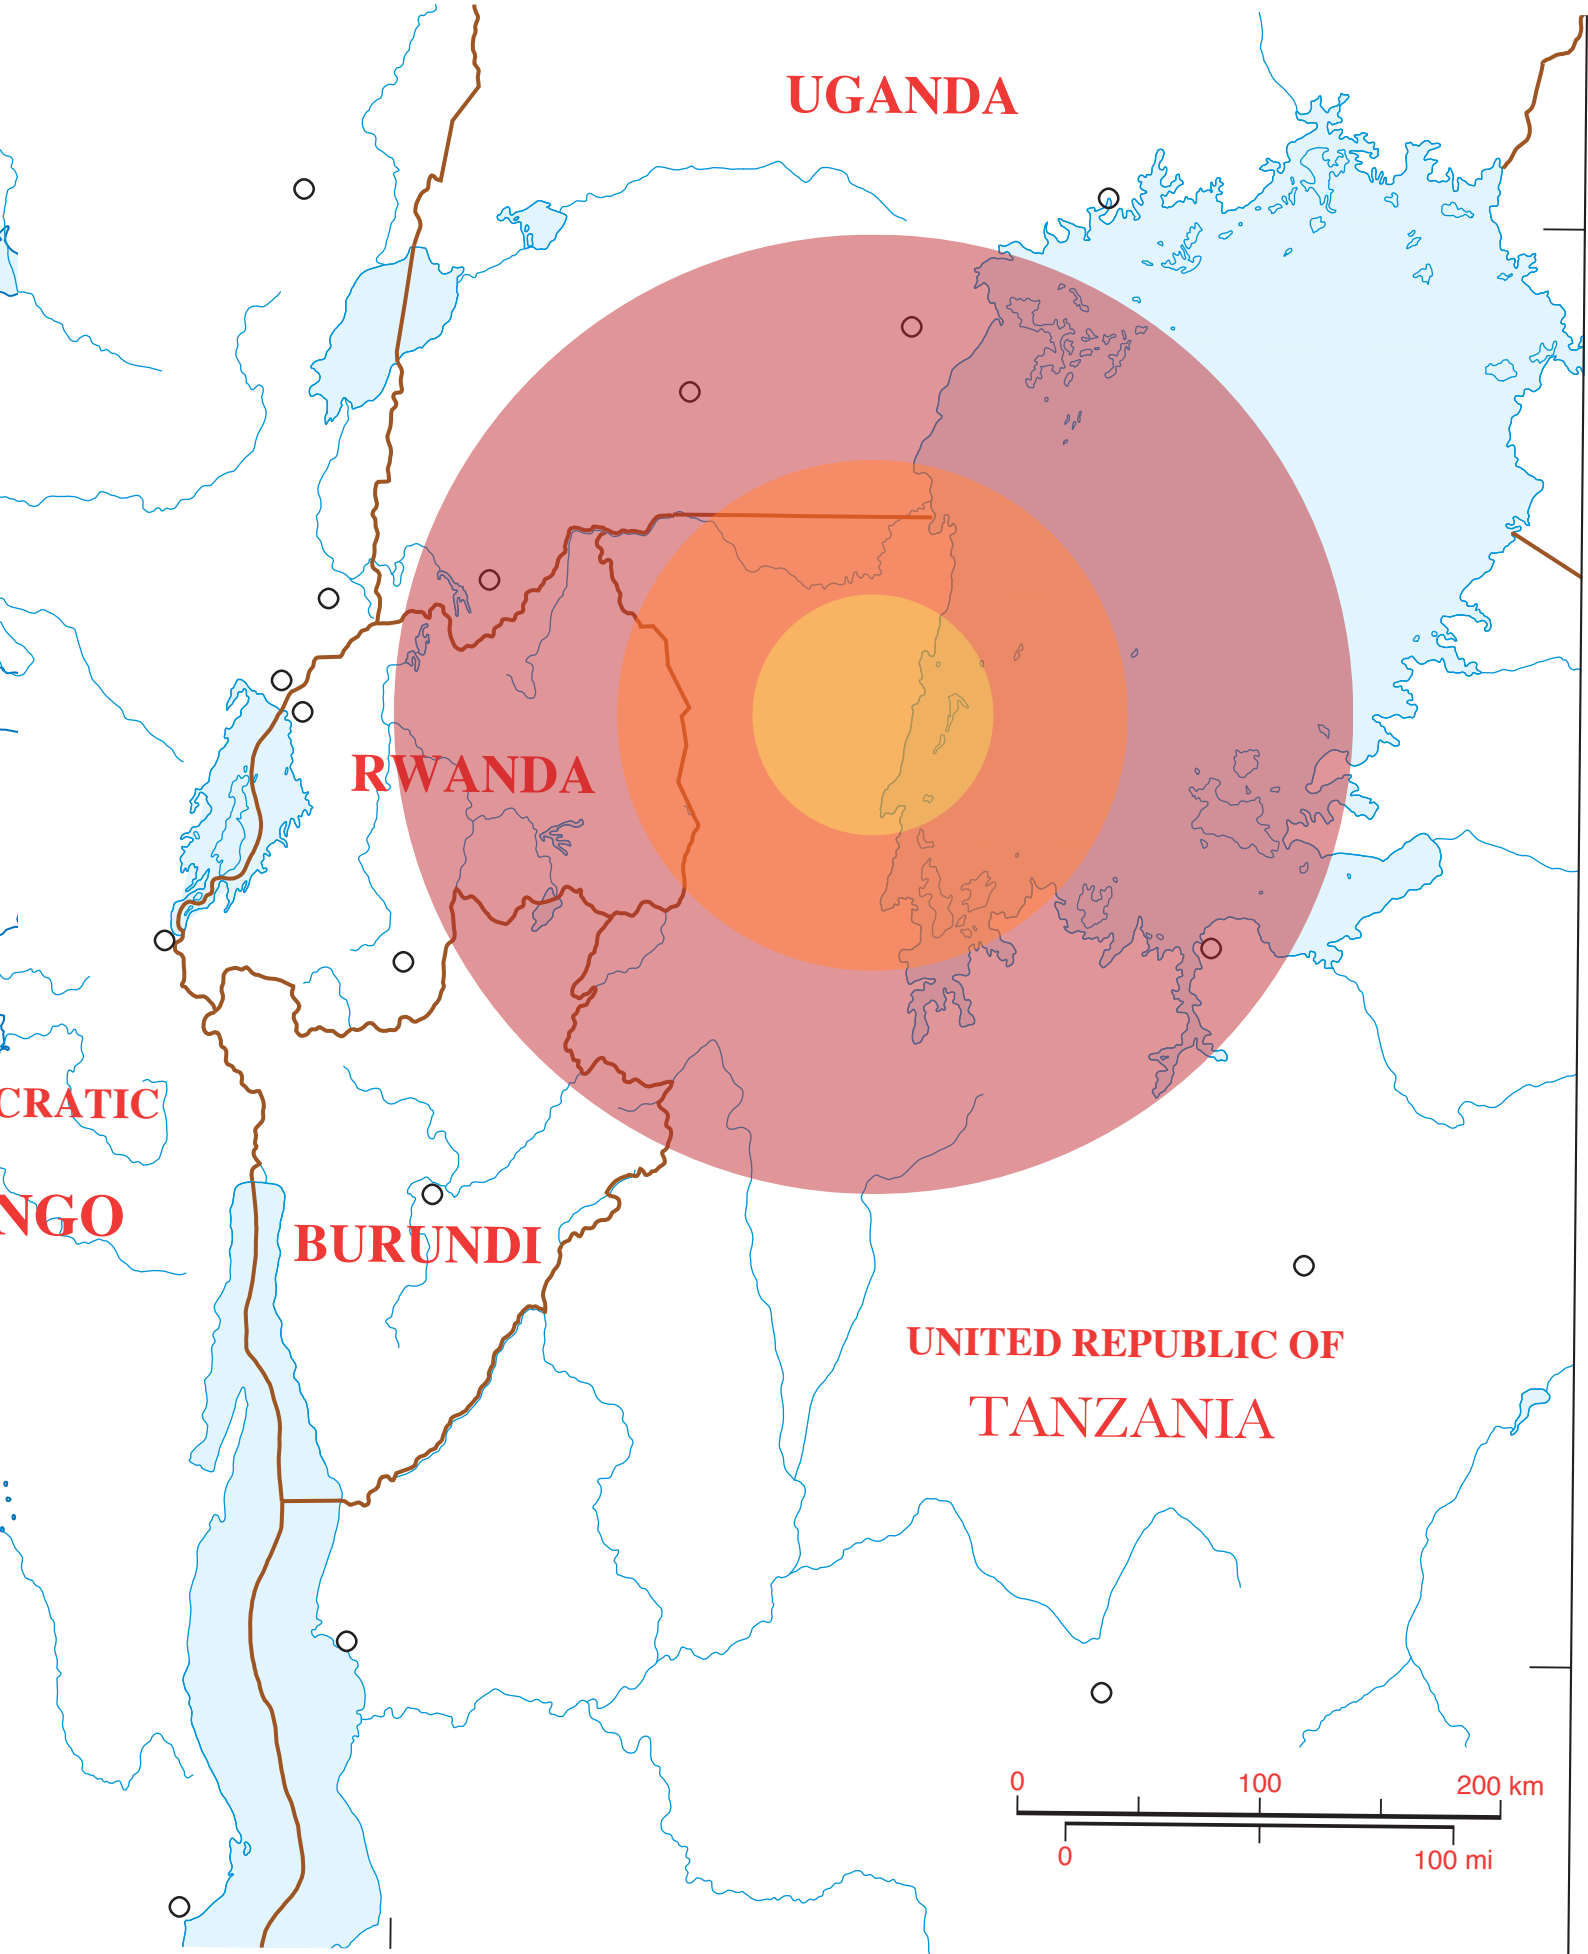 UGANDA
RWANDA
CRATIC
NGO
BURUNDI
UNITED REPUBLIC OF
TANZANIA
0 100 200 km
0 100 mi